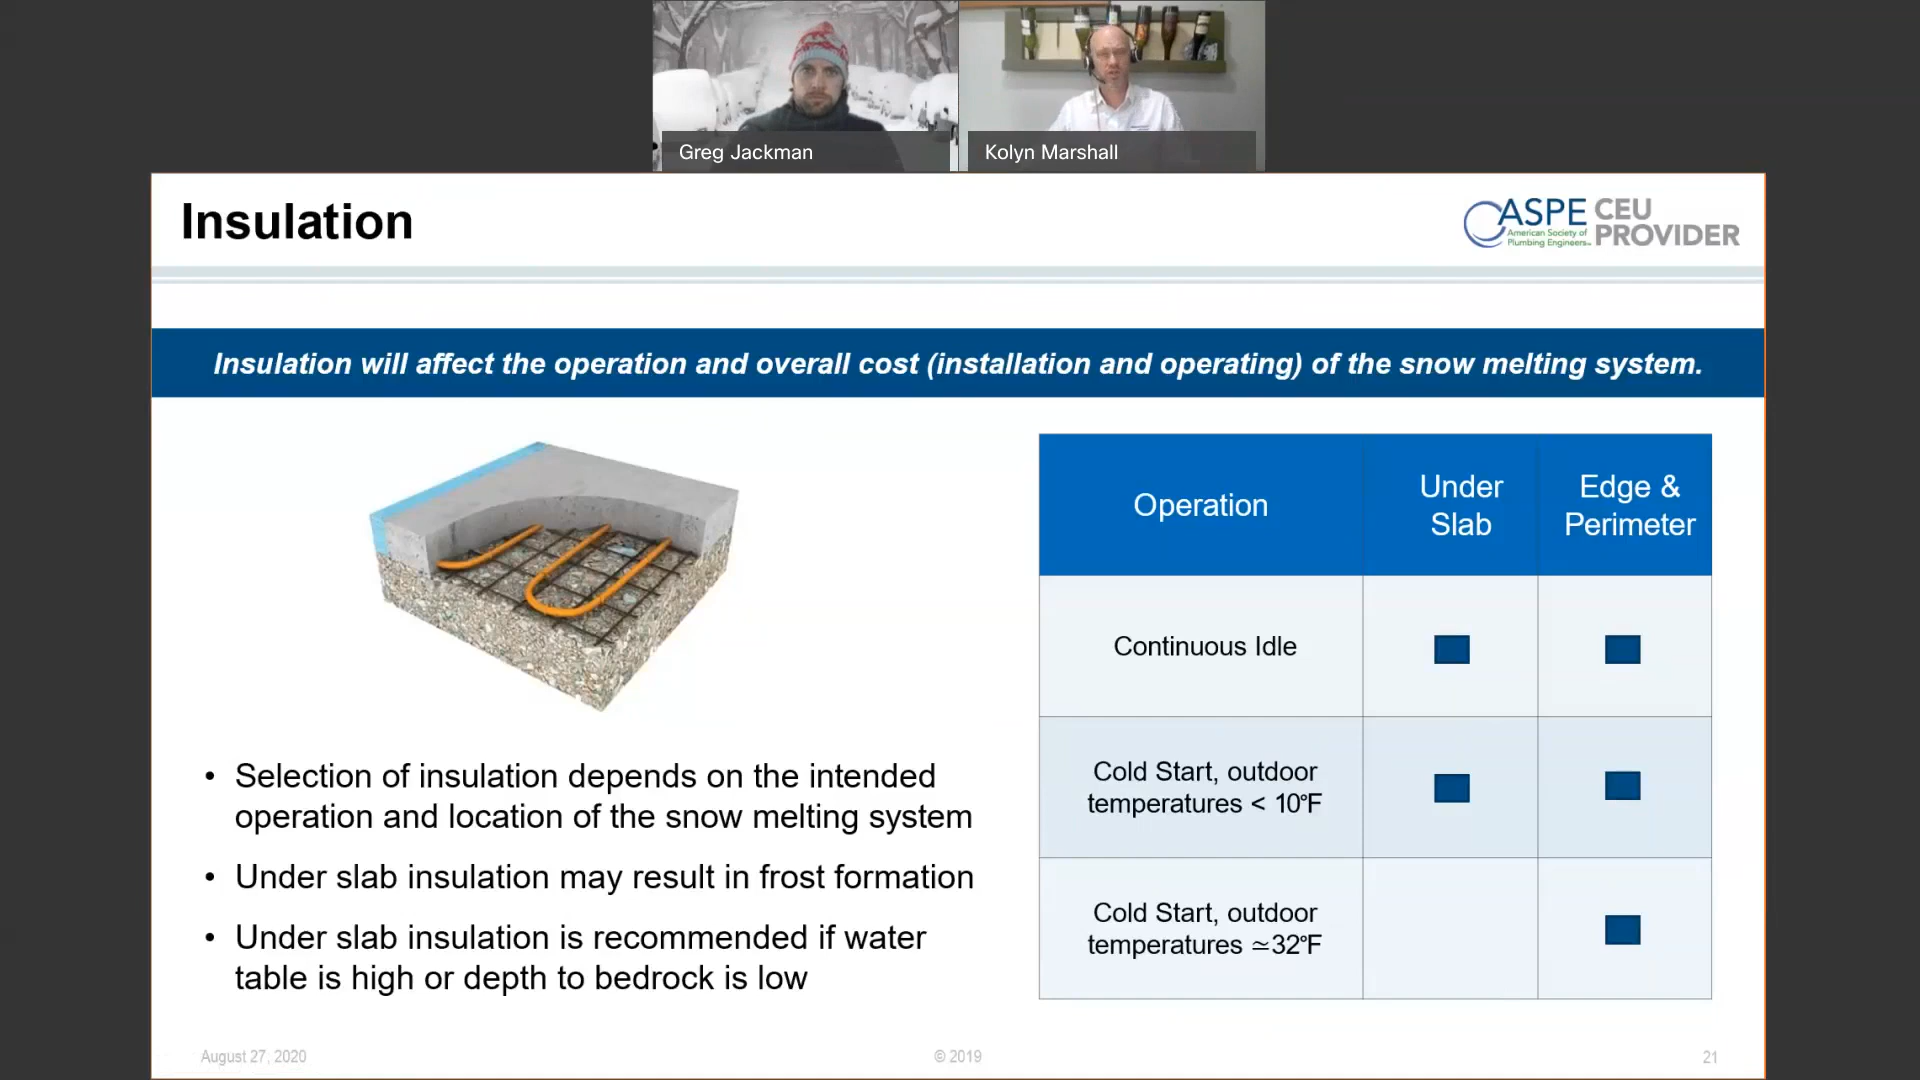 Greg Jackman
Kolyn Marshall
Insulation
ASPE
American Society of
Plumbing Engineers
CEU
PROVIDER
Insulation will affect the operation and overall cost (installation and operating) of the snow melting system.
Operation
Under
Slab
Edge &
Perimeter
Continuous Idle
Cold Start, outdoor
temperatures < 10°F
Cold Start, outdoor
temperatures ≃32°F
• Selection of insulation depends on the intended
operation and location of the snow melting system
• Under slab insulation may result in frost formation
• Under slab insulation is recommended if water
table is high or depth to bedrock is low
August 27, 2020
© 2019
21